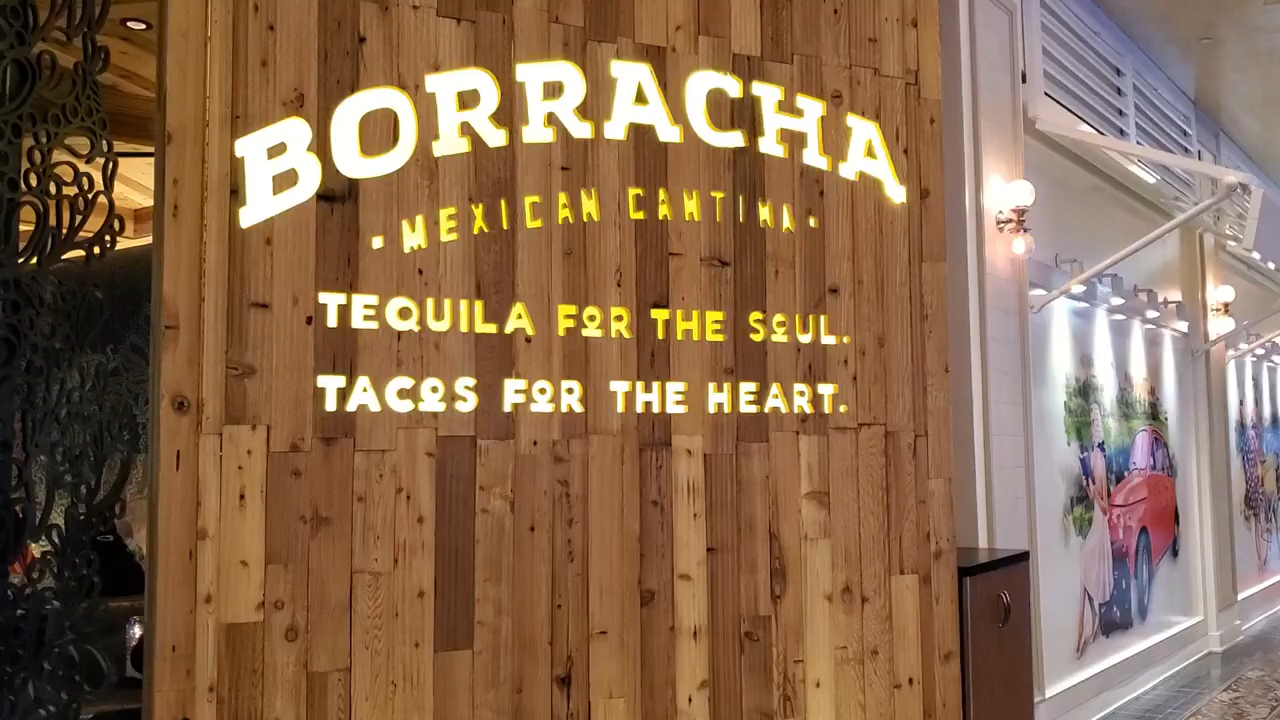 BORRACHA
- MEXICAN CANTINA -
TEQUILA FOR THE SOUL.
TACOS FOR THE HEART.